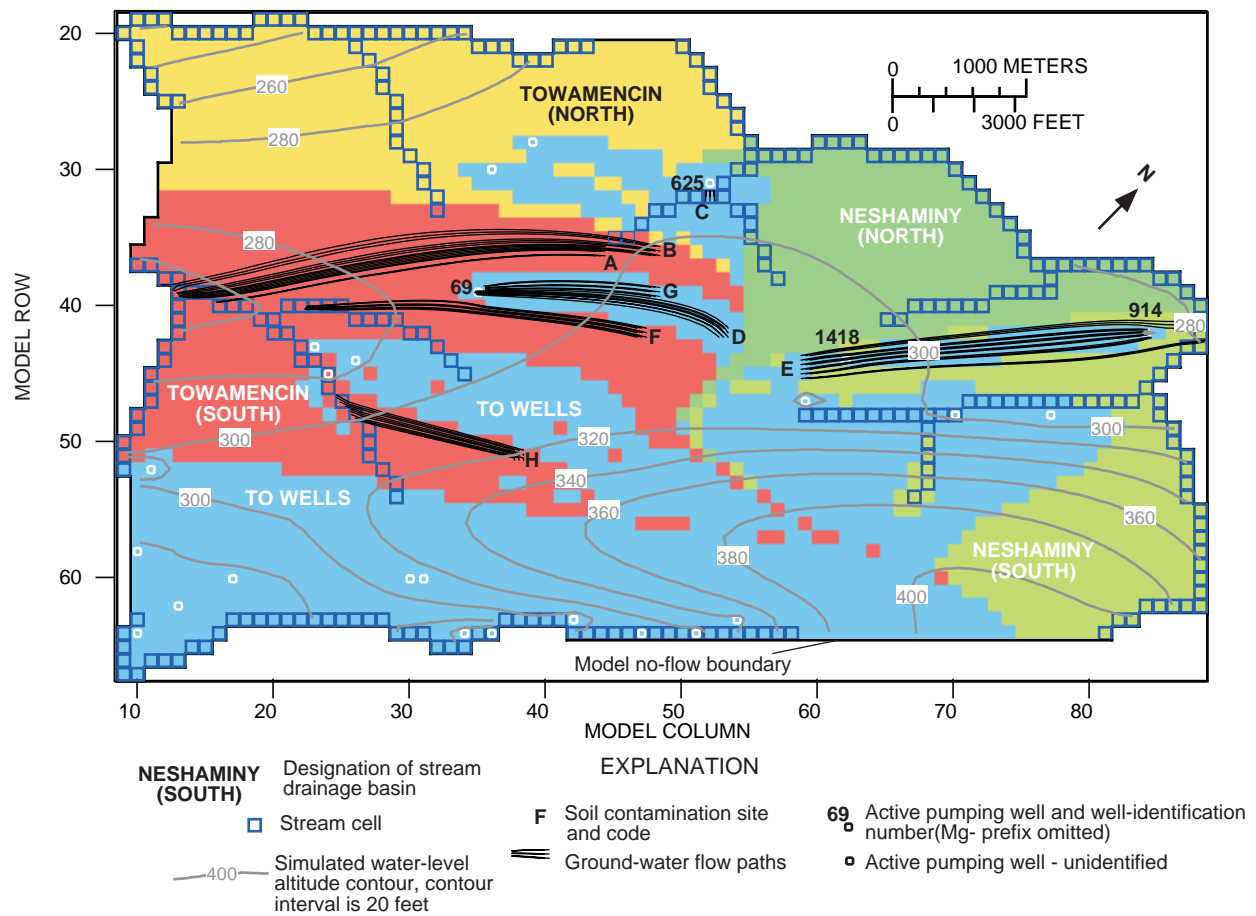 20
30
40
50
60
MODEL ROW
10
20
30
40
50
60
70
80
MODEL COLUMN
0 1000 METERS
0 3000 FEET
N
TOWAMENCIN
(NORTH)
260
280
625
C
NESHAMINY
(NORTH)
280
B
A
69
G
914
280
1418
300
F
D
E
TOWAMENCIN
(SOUTH)
TO WELLS
300
320
300
H
TO WELLS
340
300
360
360
380
NESHAMINY
(SOUTH)
400
Model no-flow boundary
EXPLANATION
NESHAMINY
(SOUTH)
Designation of stream
drainage basin
Stream cell
400
Simulated water-level
altitude contour, contour
interval is 20 feet
F
Soil contamination site
and code
Ground-water flow paths
69
Active pumping well and well-identification
number(Mg- prefix omitted)
Active pumping well - unidentified